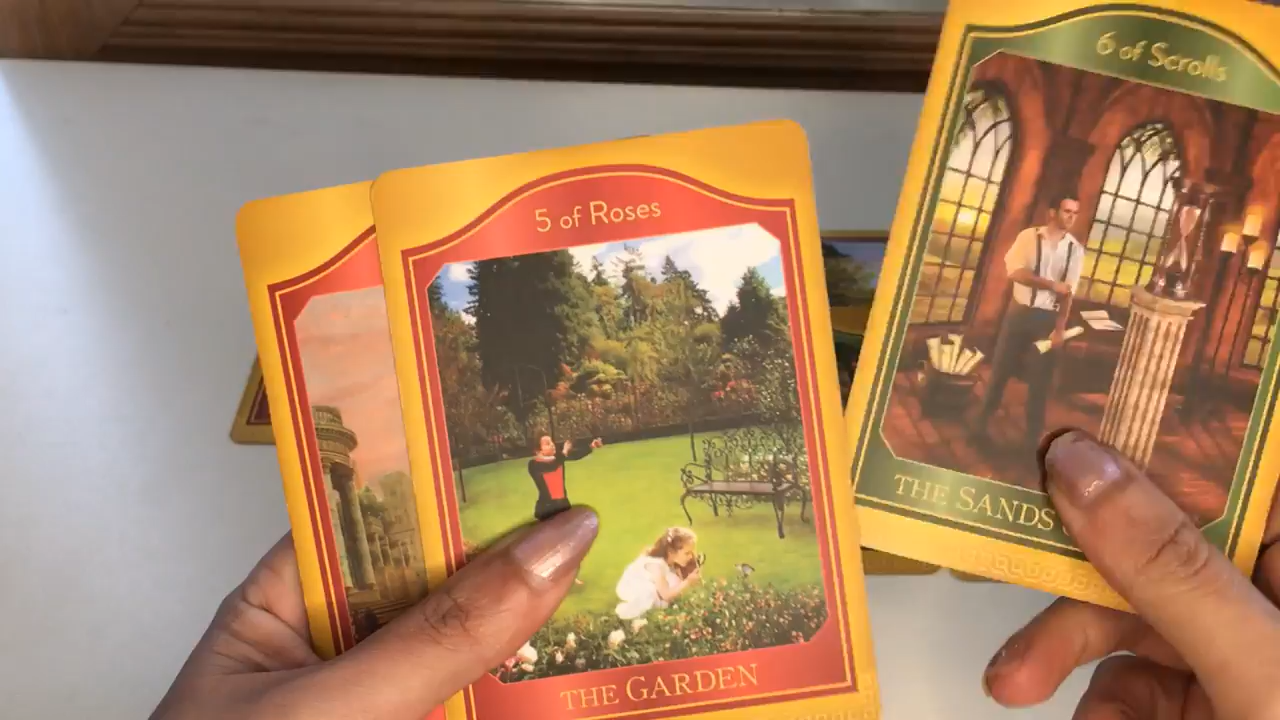 5 of Roses
THE GARDEN
6 of Scrolls
THE SANDS